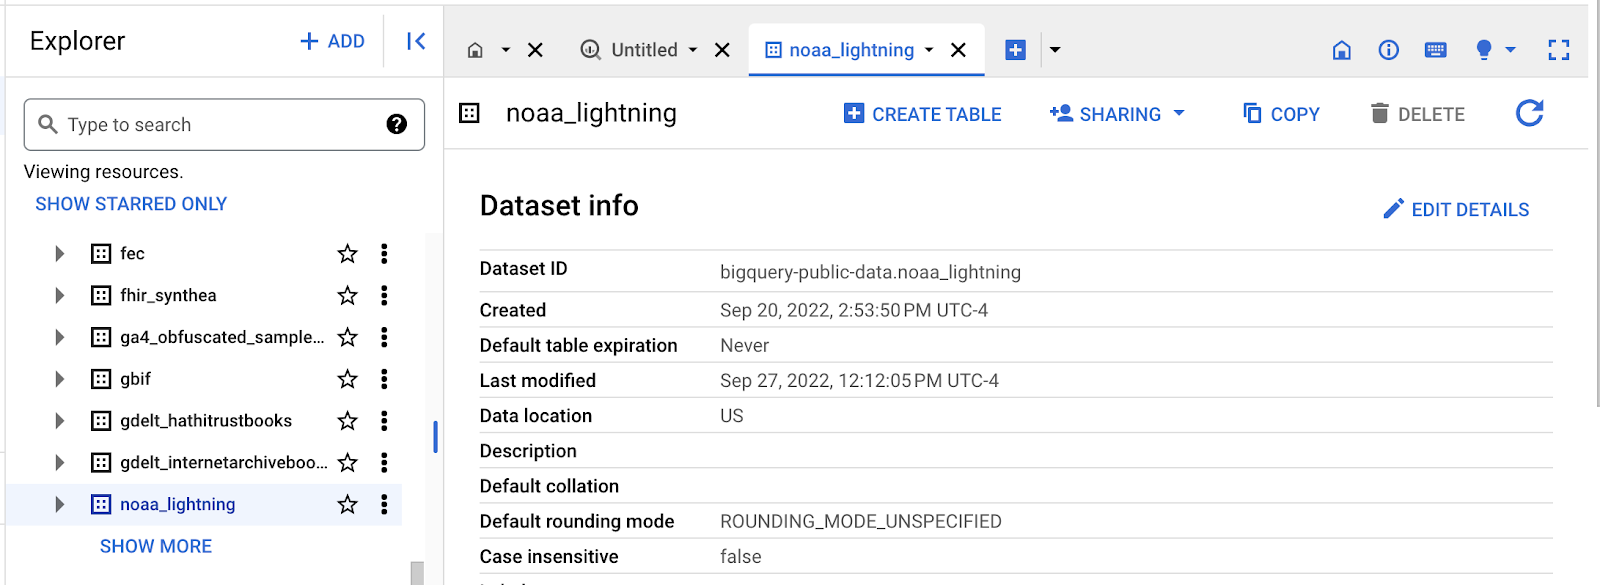 Explorer
+ ADD
Type to search
Viewing resources.
SHOW STARRED ONLY
fec
fhir_synthea
ga4_obfuscated_sample...
gbif
gdelt_hathitrustbooks
gdelt_internetarchiveboo...
noaa_lightning
SHOW MORE
Untitled
noaa_lightning
noaa_lightning
CREATE TABLE
SHARING
COPY
DELETE
Dataset info
EDIT DETAILS
Dataset ID bigquery-public-data.noaa_lightning
Created Sep 20, 2022, 2:53:50 PM UTC-4
Default table expiration Never
Last modified Sep 27, 2022, 12:12:05 PM UTC-4
Data location US
Description
Default collation
Default rounding mode ROUNDING_MODE_UNSPECIFIED
Case insensitive false